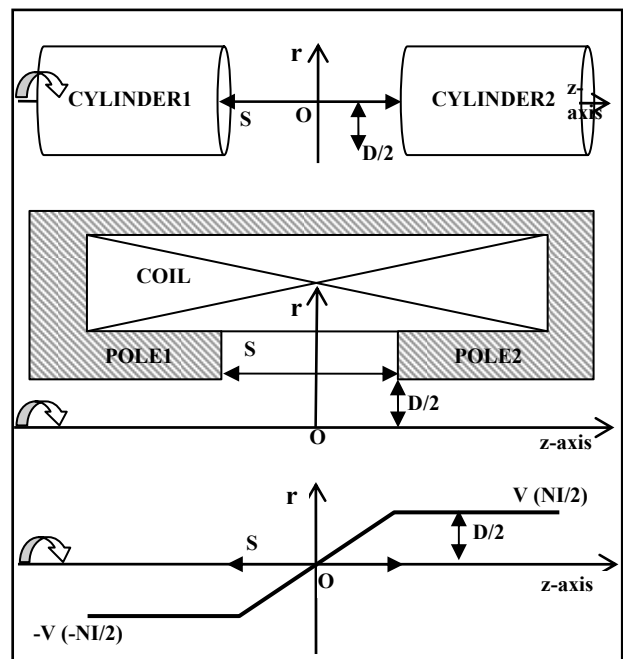 r
z-
axis
CYLINDER1
CYLINDER2
S
O
D/2
COIL
r
POLE1
S
POLE2
D/2
O
z-axis
r
V (NI/2)
S
D/2
O
z-axis
-V (-NI/2)